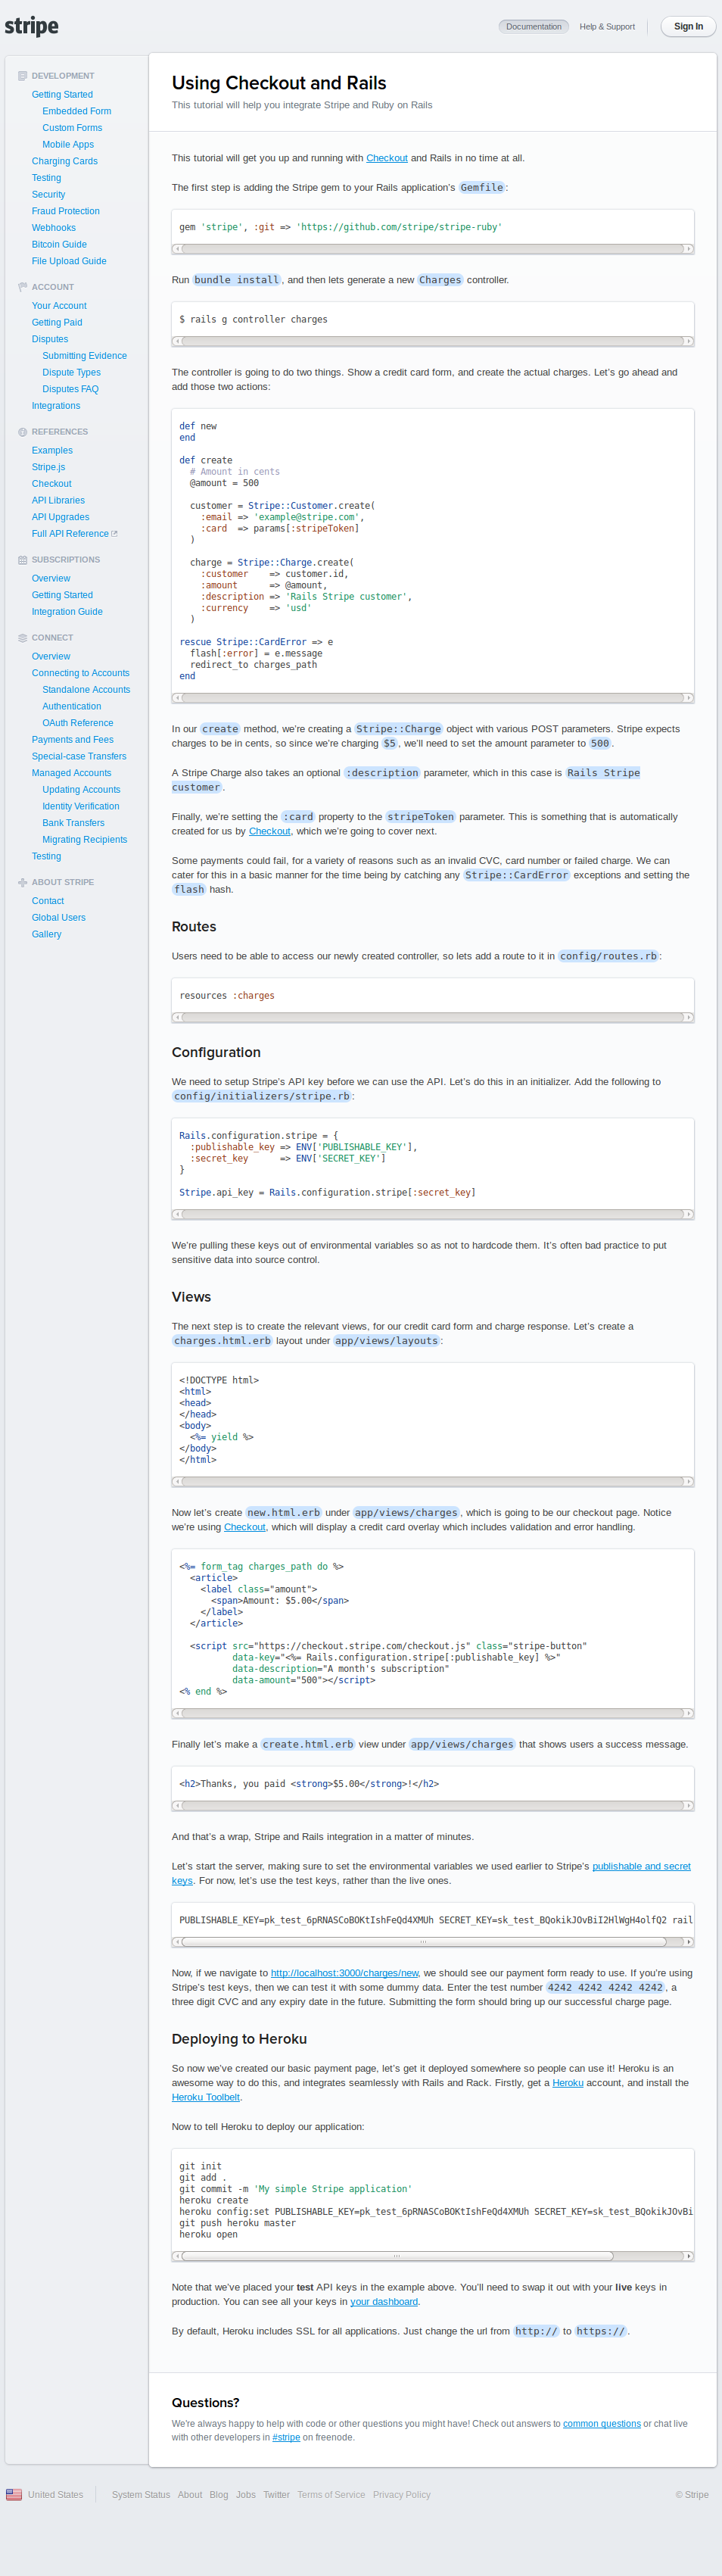 stripe
Documentation
Help & Support
Sign In
DEVELOPMENT
Getting Started
Embedded Form
Custom Forms
Mobile Apps
Charging Cards
Testing
Security
Fraud Protection
Webhooks
Bitcoin Guide
File Upload Guide
ACCOUNT
Your Account
Getting Paid
Disputes
Submitting Evidence
Dispute Types
Disputes FAQ
Integrations
REFERENCES
Examples
Stripe.js
Checkout
API Libraries
API Upgrades
Full API Reference
SUBSCRIPTIONS
Overview
Getting Started
Integration Guide
CONNECT
Overview
Connecting to Accounts
Standalone Accounts
Authentication
OAuth Reference
Payments and Fees
Special-case Transfers
Managed Accounts
Updating Accounts
Identity Verification
Bank Transfers
Migrating Recipients
Testing
ABOUT STRIPE
Contact
Global Users
Gallery
Using Checkout and Rails
This tutorial will help you integrate Stripe and Ruby on Rails
This tutorial will get you up and running with Checkout and Rails in no time at all.
The first step is adding the Stripe gem to your Rails application's Gemfile:
gem 'stripe', :git => 'https://github.com/stripe/stripe-ruby'
Run bundle install, and then lets generate a new Charges controller.
$ rails g controller charges
The controller is going to do two things. Show a credit card form, and create the actual charges. Let's go ahead and
add those two actions:
def new
end
def create
  # Amount in cents
  @amount = 500
  customer = Stripe::Customer.create(
    :email => 'example@stripe.com',
    :card  => params[:stripeToken]
  )
  charge = Stripe::Charge.create(
    :customer    => customer.id,
    :amount      => @amount,
    :description => 'Rails Stripe customer',
    :currency    => 'usd'
  )
rescue Stripe::CardError => e
  flash[:error] = e.message
  redirect_to charges_path
end
In our create method, we're creating a Stripe::Charge object with various POST parameters. Stripe expects
charges to be in cents, so since we're charging $5, we'll need to set the amount parameter to 500.
A Stripe Charge also takes an optional :description parameter, which in this case is Rails Stripe
customer.
Finally, we're setting the :card property to the stripeToken parameter. This is something that is automatically
created for us by Checkout, which we're going to cover next.
Some payments could fail, for a variety of reasons such as an invalid CVC, card number or failed charge. We can
cater for this in a basic manner for the time being by catching any Stripe::CardError exceptions and setting the
flash hash.
Routes
Users need to be able to access our newly created controller, so lets add a route to it in config/routes.rb:
resources :charges
Configuration
We need to setup Stripe's API key before we can use the API. Let's do this in an initializer. Add the following to
config/initializers/stripe.rb:
Rails.configuration.stripe = {
  :publishable_key => ENV['PUBLISHABLE_KEY'],
  :secret_key      => ENV['SECRET_KEY']
}
Stripe.api_key = Rails.configuration.stripe[:secret_key]
We're pulling these keys out of environmental variables so as not to hardcode them. It's often bad practice to put
sensitive data into source control.
Views
The next step is to create the relevant views, for our credit card form and charge response. Let's create a
charges.html.erb layout under app/views/layouts:
<!DOCTYPE html>
<html>
<head>
</head>
<body>
  <%= yield %>
</body>
</html>
Now let's create new.html.erb under app/views/charges, which is going to be our checkout page. Notice
we're using Checkout, which will display a credit card overlay which includes validation and error handling.
<%= form_tag charges_path do %>
  <article>
    <label class="amount">
      <span>Amount: $5.00</span>
    </label>
  </article>
  <script src="https://checkout.stripe.com/checkout.js" class="stripe-button"
          data-key="<%= Rails.configuration.stripe[:publishable_key] %>"
          data-description="A month's subscription"
          data-amount="500"></script>
<% end %>
Finally let's make a create.html.erb view under app/views/charges that shows users a success message.
<h2>Thanks, you paid <strong>$5.00</strong>!</h2>
And that's a wrap, Stripe and Rails integration in a matter of minutes.
Let's start the server, making sure to set the environmental variables we used earlier to Stripe's publishable and secret
keys. For now, let's use the test keys, rather than the live ones.
PUBLISHABLE_KEY=pk_test_6pRNASCoBOKtIshFeQd4XMUh SECRET_KEY=sk_test_BQokikJOvBiI2HlWgH4olfQ2 rail
Now, if we navigate to http://localhost:3000/charges/new, we should see our payment form ready to use. If you're using
Stripe's test keys, then we can test it with some dummy data. Enter the test number 4242 4242 4242 4242, a
three digit CVC and any expiry date in the future. Submitting the form should bring up our successful charge page.
Deploying to Heroku
So now we've created our basic payment page, let's get it deployed somewhere so people can use it! Heroku is an
awesome way to do this, and integrates seamlessly with Rails and Rack. Firstly, get a Heroku account, and install the
Heroku Toolbelt.
Now to tell Heroku to deploy our application:
git init
git add .
git commit -m 'My simple Stripe application'
heroku create
heroku config:set PUBLISHABLE_KEY=pk_test_6pRNASCoBOKtIshFeQd4XMUh SECRET_KEY=sk_test_BQokikJOvBi
git push heroku master
heroku open
Note that we've placed your test API keys in the example above. You'll need to swap it out with your live keys in
production. You can see all your keys in your dashboard.
By default, Heroku includes SSL for all applications. Just change the url from http:// to https://.
Questions?
We're always happy to help with code or other questions you might have! Check out answers to common questions or chat live
with other developers in #stripe on freenode.
United States
System Status About Blog Jobs Twitter Terms of Service Privacy Policy
© Stripe